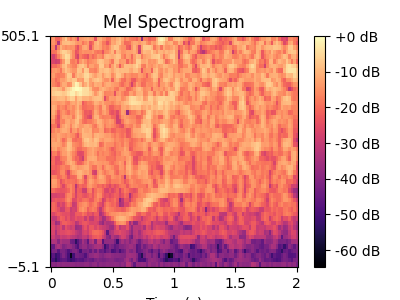 Mel Spectrogram
505.1
−5.1
0
0.5
1
1.5
2
+0 dB
-10 dB
-20 dB
-30 dB
-40 dB
-50 dB
-60 dB